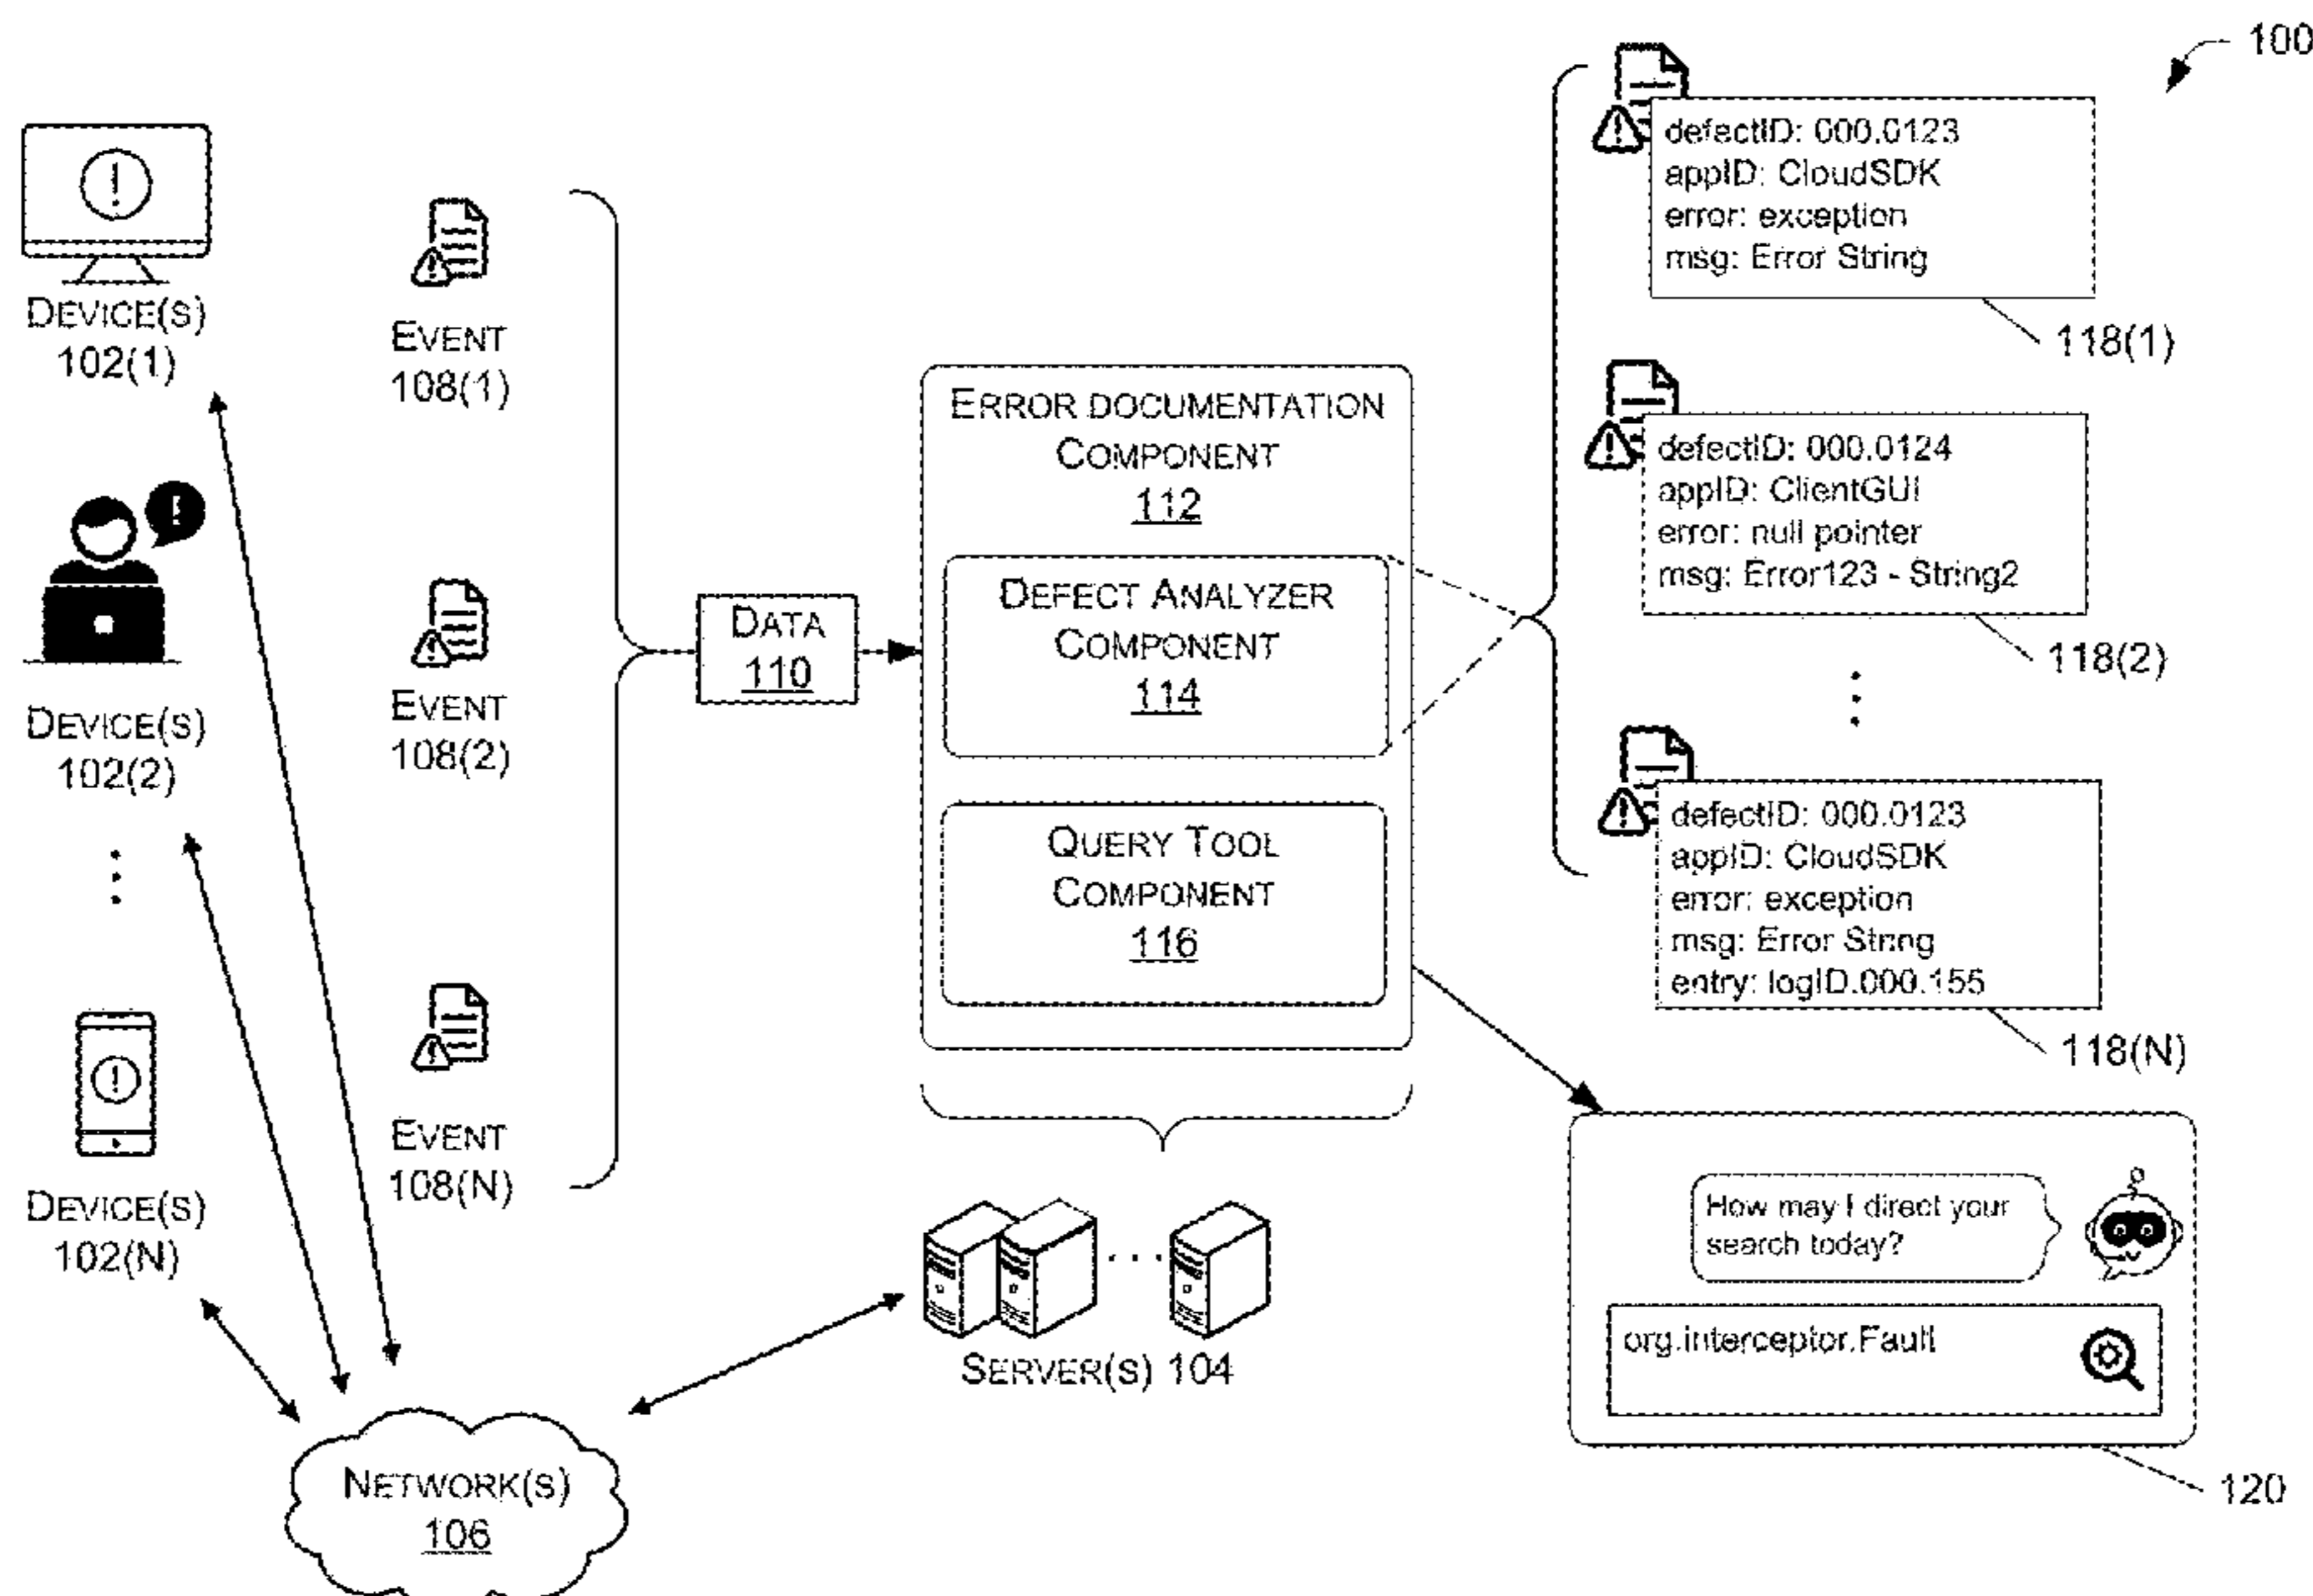 100
DEVICE(S)
102(1)
DEVICE(S)
102(2)
DEVICE(S)
102(N)
EVENT
108(1)
EVENT
108(2)
EVENT
108(N)
DATA
110
ERROR DOCUMENTATION
COMPONENT
112
DEFECT ANALYZER
COMPONENT
114
QUERY TOOL
COMPONENT
116
SERVER(S) 104
NETWORK(S)
106
defectID: 000.0123
appID: CloudSDK
error: exception
msg: Error String
118(1)
defectID: 000.0124
appID: ClientGUI
error: null pointer
msg: Error123 - String2
118(2)
defectID: 000.0123
appID: CloudSDK
error: exception
msg: Error String
entry: logID.000.155
118(N)
How may I direct your
search today?
org.interceptor.Fault
120